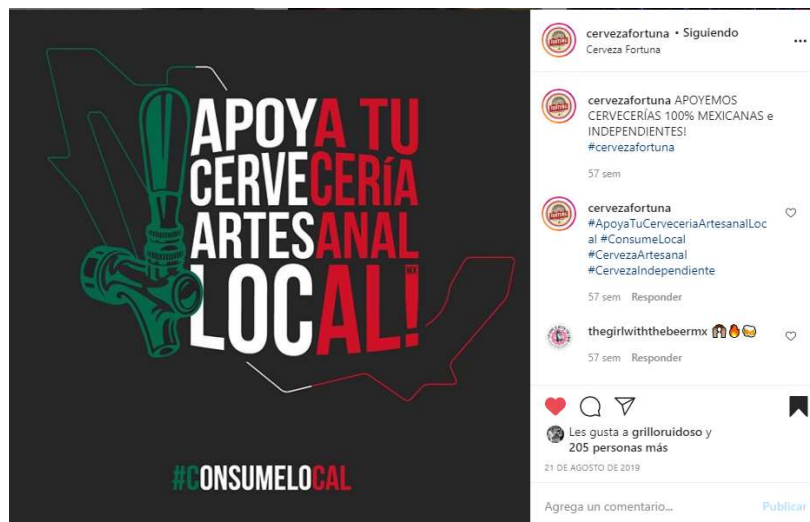 APOYA TU
CERVECERÍA
ARTESANAL
LOCAL!
MX
#CONSUMELOCAL
cervezafortuna • Siguiendo
Cerveza Fortuna
...
cervezafortuna APOYEMOS
CERVECERÍAS 100% MEXICANAS e
INDEPENDIENTES!
#cervezafortuna
57 sem
cervezafortuna
#ApoyaTuCerveceriaArtesanalLoc
al #ConsumeLocal
#CervezaArtesanal
#CervezaIndependiente
57 sem Responder
thegirlwiththebeermx 🙌🏻🔥🍻
57 sem Responder
Les gusta a grilloruidoso y
205 personas más
21 DE AGOSTO DE 2019
Agrega un comentario... Publicar